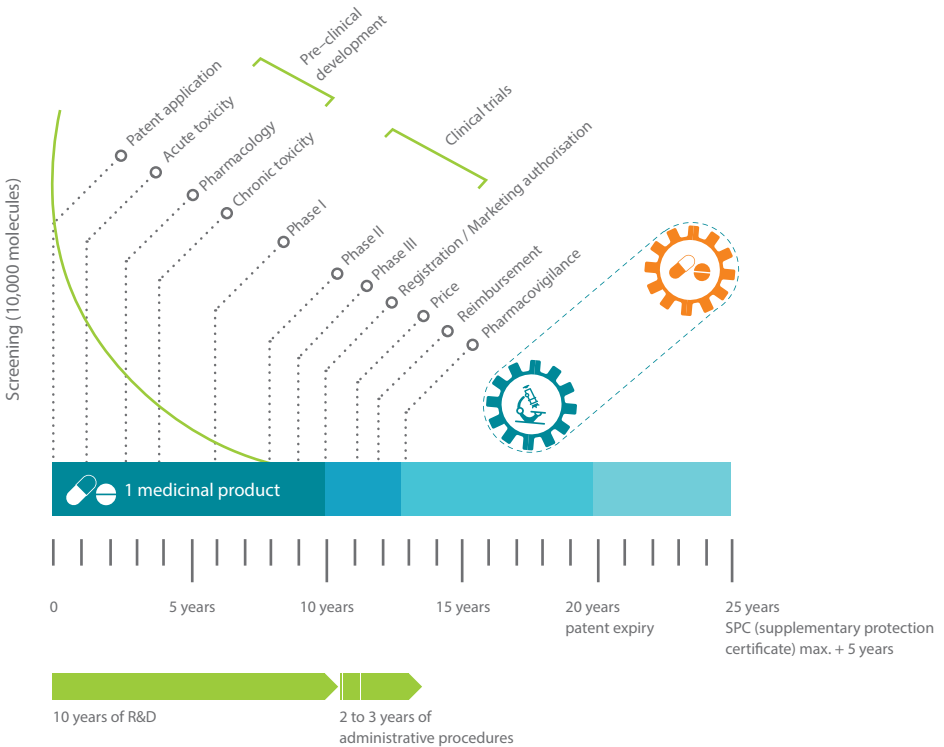 Screening (10,000 molecules)
Patent application
Acute toxicity
Pharmacology
Chronic toxicity
Pre–clinical
development
Phase I
Phase II
Phase III
Clinical trials
Registration / Marketing authorisation
Price
Reimbursement
Pharmacovigilance
1 medicinal product
0
5 years
10 years
15 years
20 years
patent expiry
25 years
SPC (supplementary protection
certificate) max. + 5 years
10 years of R&D
2 to 3 years of
administrative procedures